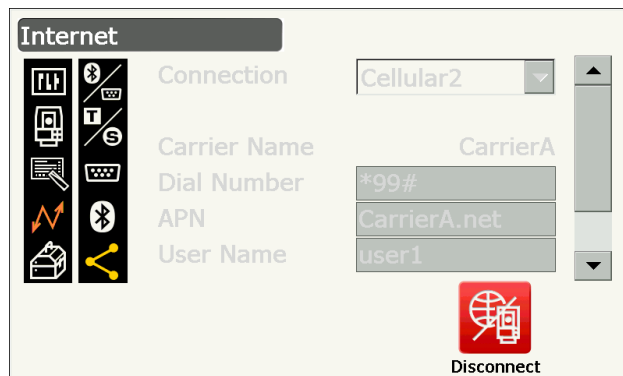 Internet
Connection Cellular2
Carrier Name CarrierA
Dial Number *99#
APN CarrierA.net
User Name user1
T
S
Disconnect